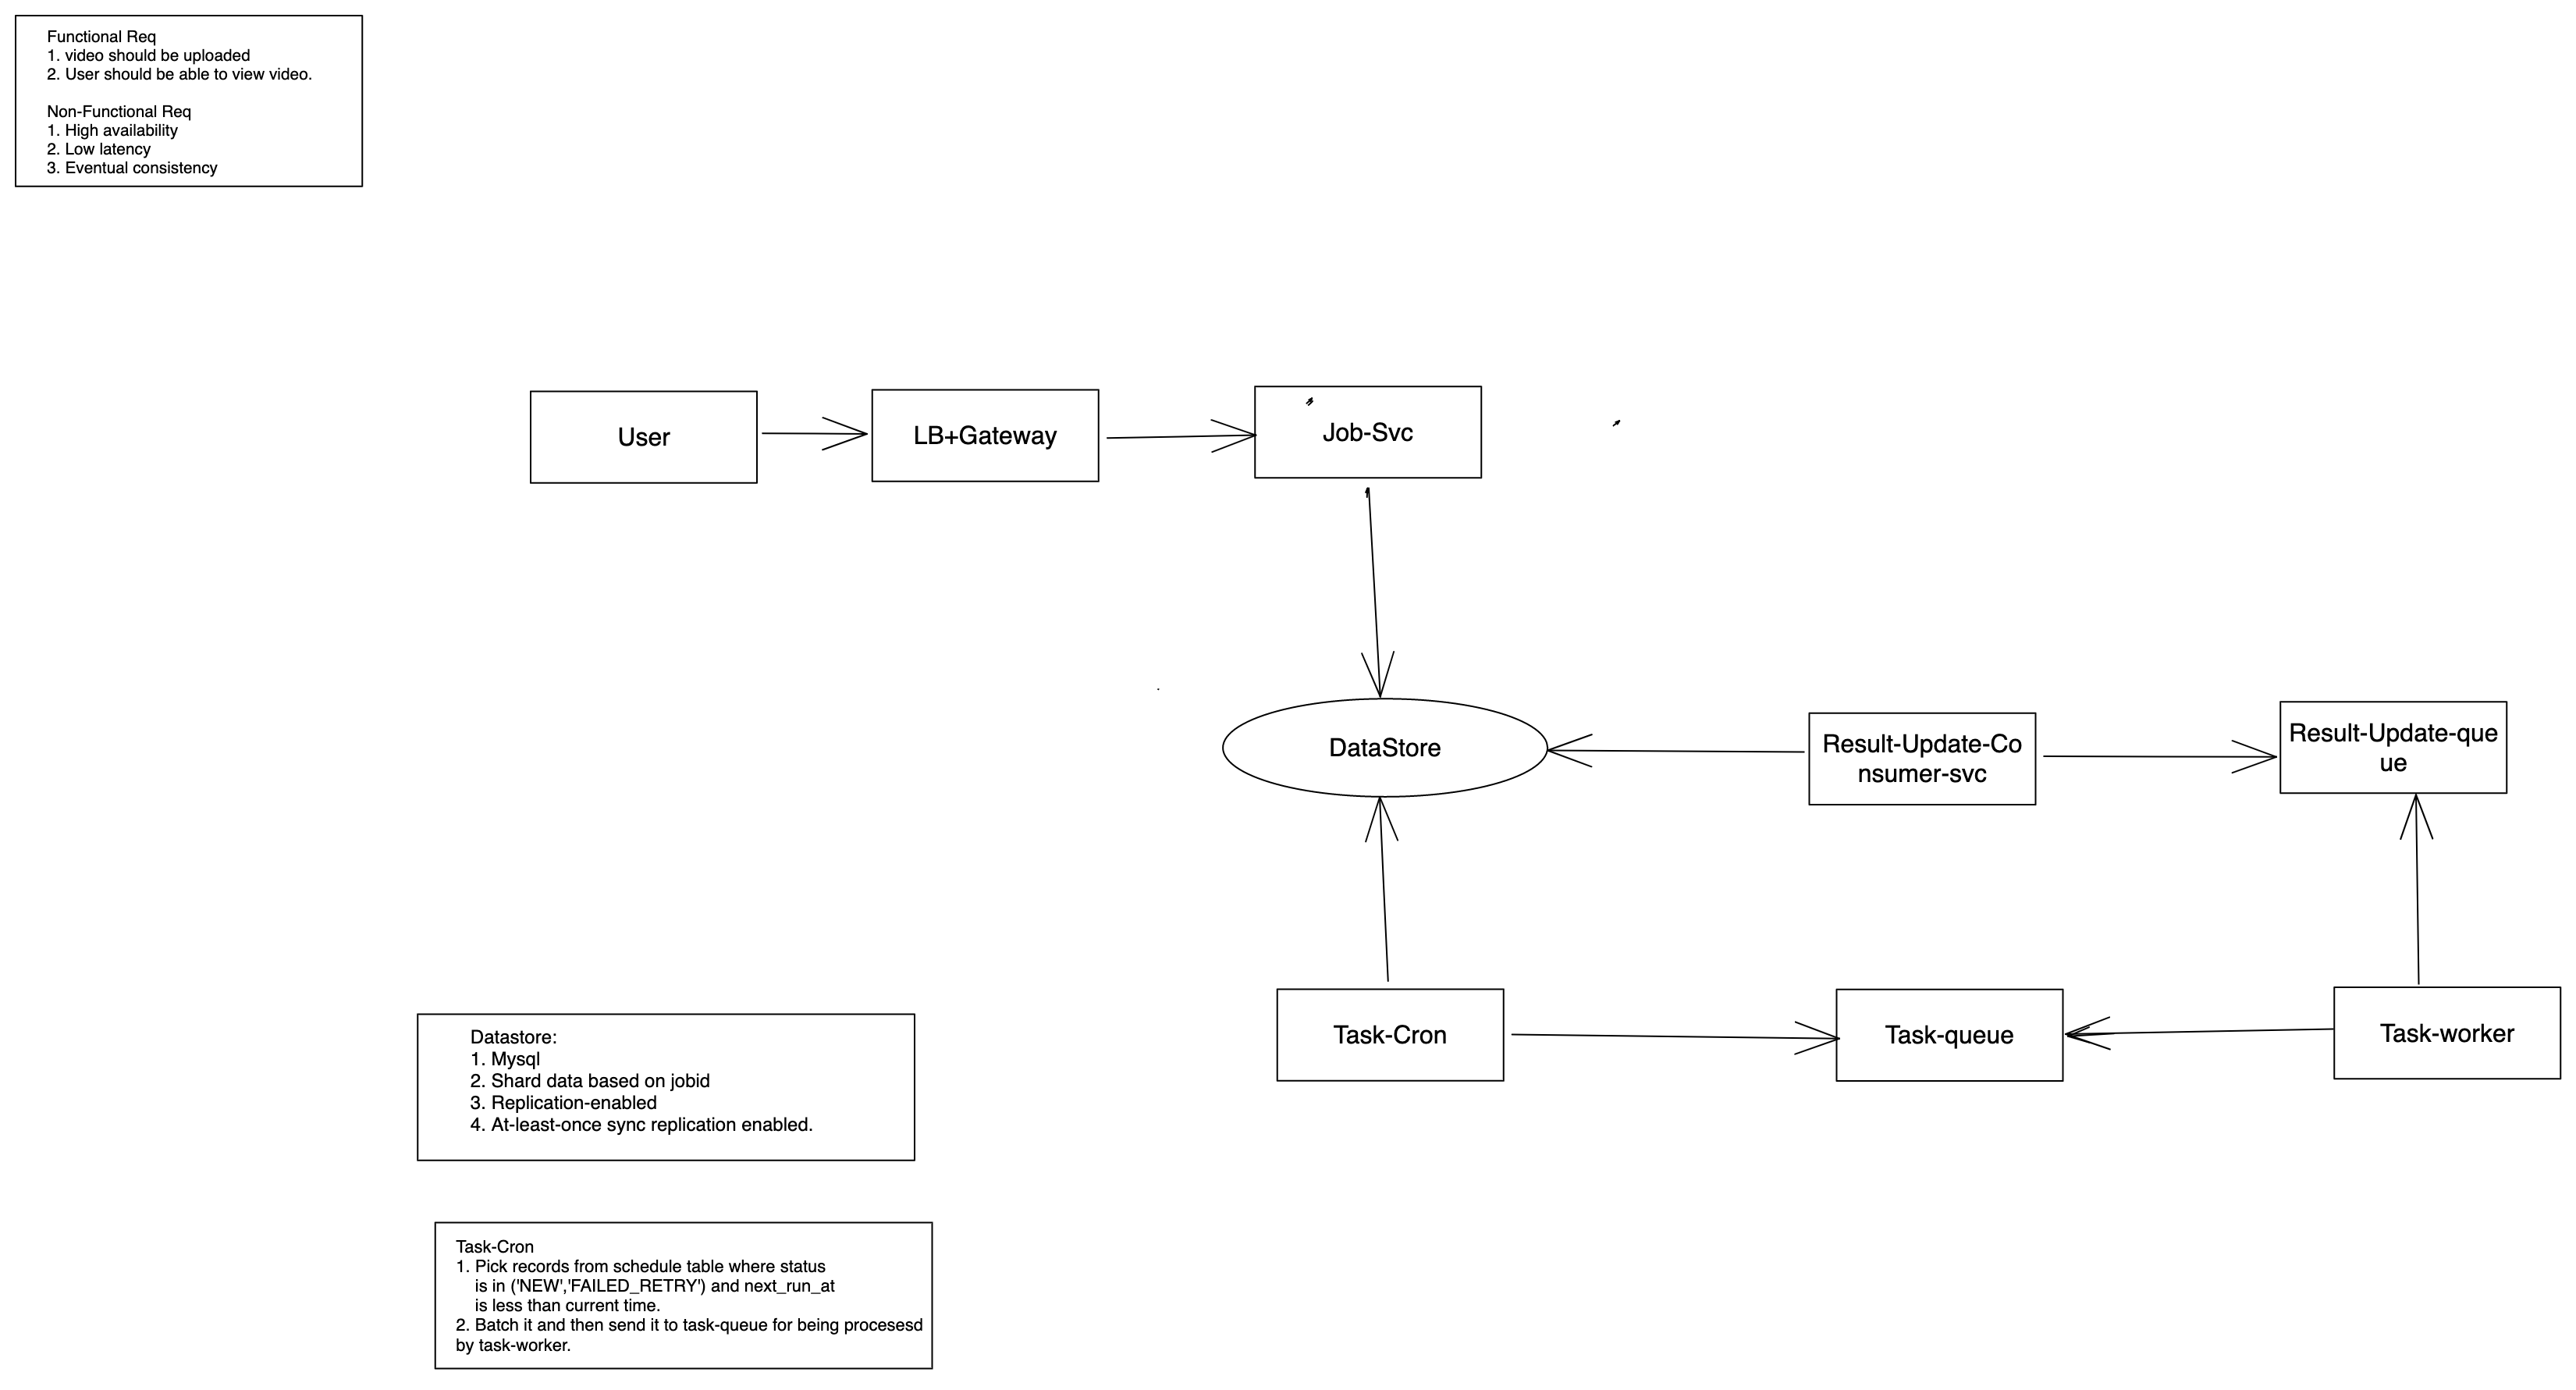 Functional Req
1. video should be uploaded
2. User should be able to view video.
Non-Functional Req
1. High availability
2. Low latency
3. Eventual consistency
User
LB+Gateway
Job-Svc
DataStore
Result-Update-Co
nsumer-svc
Result-Update-que
ue
Task-Cron
Task-queue
Task-worker
Datastore:
1. Mysql
2. Shard data based on jobid
3. Replication-enabled
4. At-least-once sync replication enabled.
Task-Cron
1. Pick records from schedule table where status
is in ('NEW','FAILED_RETRY') and next_run_at
is less than current time.
2. Batch it and then send it to task-queue for being procesesd
by task-worker.